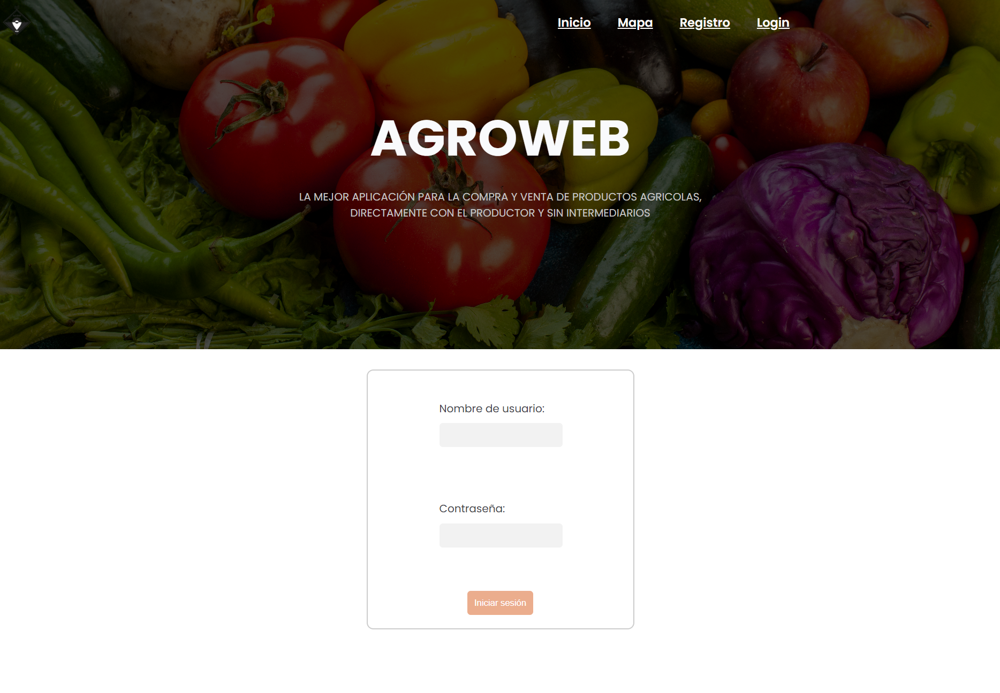 Inicio Mapa Registro Login
AGROWEB
LA MEJOR APLICACIÓN PARA LA COMPRA Y VENTA DE PRODUCTOS AGRICOLAS,
DIRECTAMENTE CON EL PRODUCTOR Y SIN INTERMEDIARIOS
Nombre de usuario:
Contraseña:
Iniciar sesión